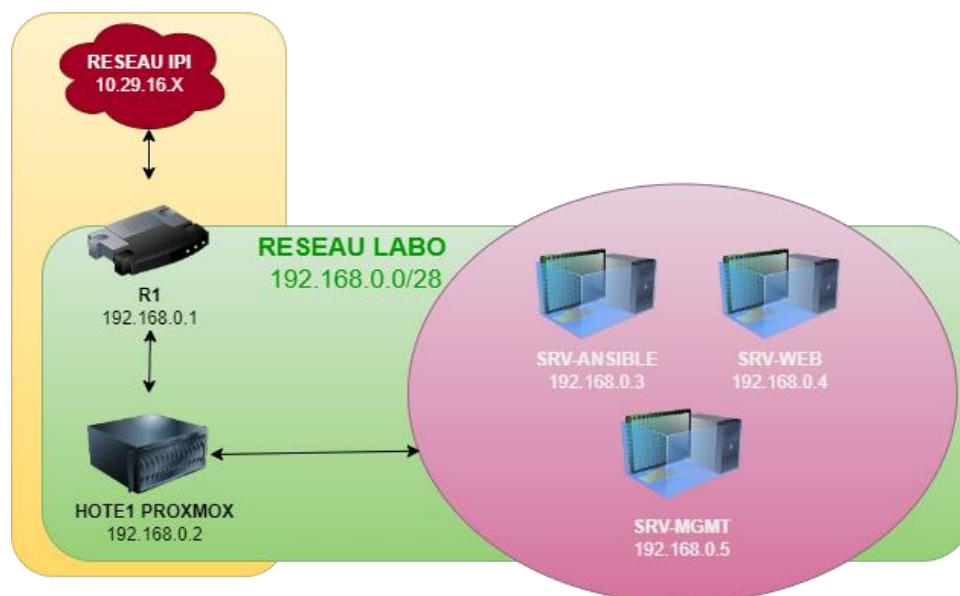 RESEAU IPI
10.29.16.X
RESEAU LABO
192.168.0.0/28
R1
192.168.0.1
SRV-ANSIBLE
192.168.0.3
SRV-WEB
192.168.0.4
HOTE1 PROXMOX
192.168.0.2
SRV-MGMT
192.168.0.5